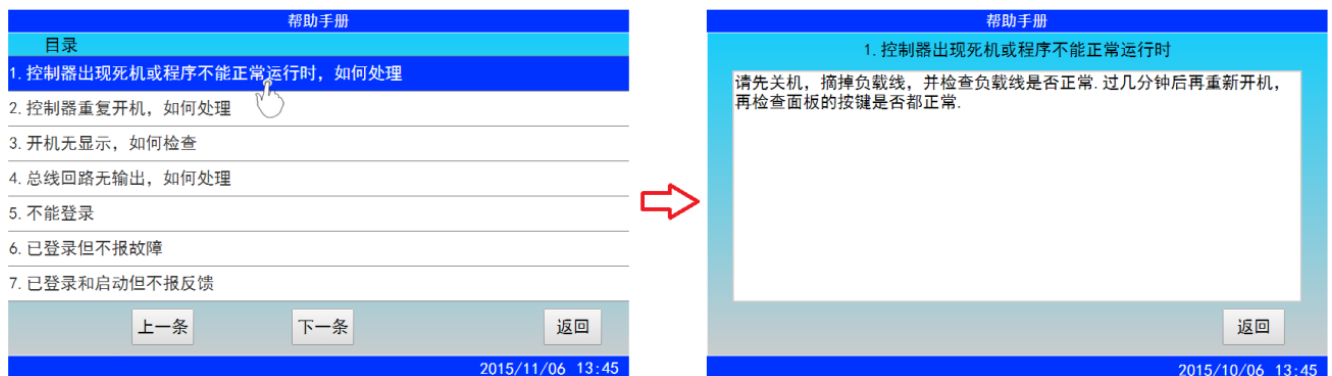 帮助手册
目录
1. 控制器出现死机或程序不能正常运行时，如何处理
2. 控制器重复开机，如何处理
3. 开机无显示，如何检查
4. 总线回路无输出，如何处理
5. 不能登录
6. 已登录但不报故障
7. 已登录和启动但不报反馈
上一条 下一条 返回
2015/11/06 13:45
帮助手册
1. 控制器出现死机或程序不能正常运行时
请先关机，摘掉负载线，并检查负载线是否正常. 过几分钟后再重新开机，
再检查面板的按键是否都正常.
返回
2015/10/06 13:45